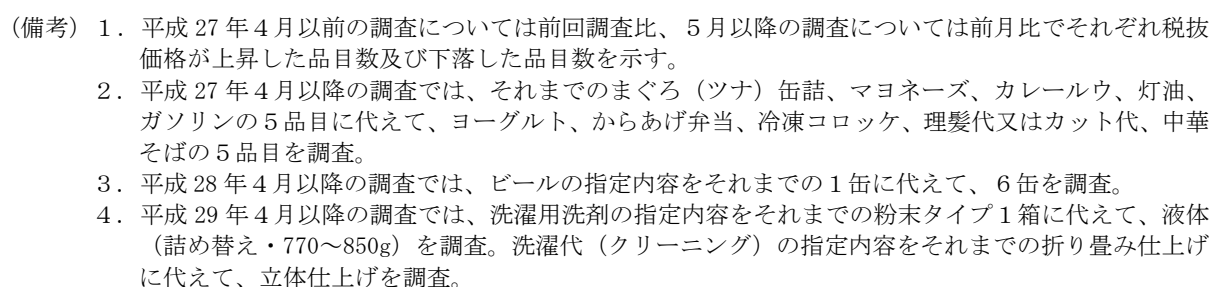 （備考）１．平成 27 年４月以前の調査については前回調査比、５月以降の調査については前月比でそれぞれ税抜
価格が上昇した品目数及び下落した品目数を示す。
２．平成 27 年４月以降の調査では、それまでのまぐろ（ツナ）缶詰、マヨネーズ、カレールウ、灯油、
ガソリンの５品目に代えて、ヨーグルト、からあげ弁当、冷凍コロッケ、理髪代又はカット代、中華
そばの５品目を調査。
３．平成 28 年４月以降の調査では、ビールの指定内容をそれまでの１缶に代えて、６缶を調査。
４．平成 29 年４月以降の調査では、洗濯用洗剤の指定内容をそれまでの粉末タイプ１箱に代えて、液体
（詰め替え・770～850g）を調査。洗濯代（クリーニング）の指定内容をそれまでの折り畳み仕上げ
に代えて、立体仕上げを調査。